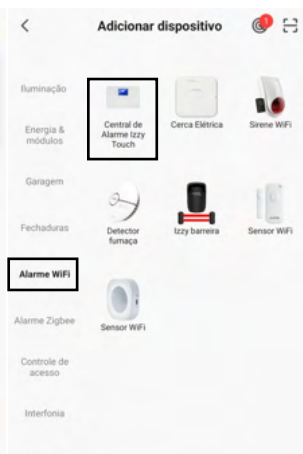 Adicionar dispositivo
1
Iluminação
Energia &
módulos
Garagem
Fechaduras
Alarme WiFi
Alarme Zigbee
Controle de
acesso
Interfonia
Central de
Alarme Izzy
Touch
Cerca Elétrica
Sirene WiFi
Detector
fumaça
Izzy barreira
Sensor WiFi
Sensor WiFi